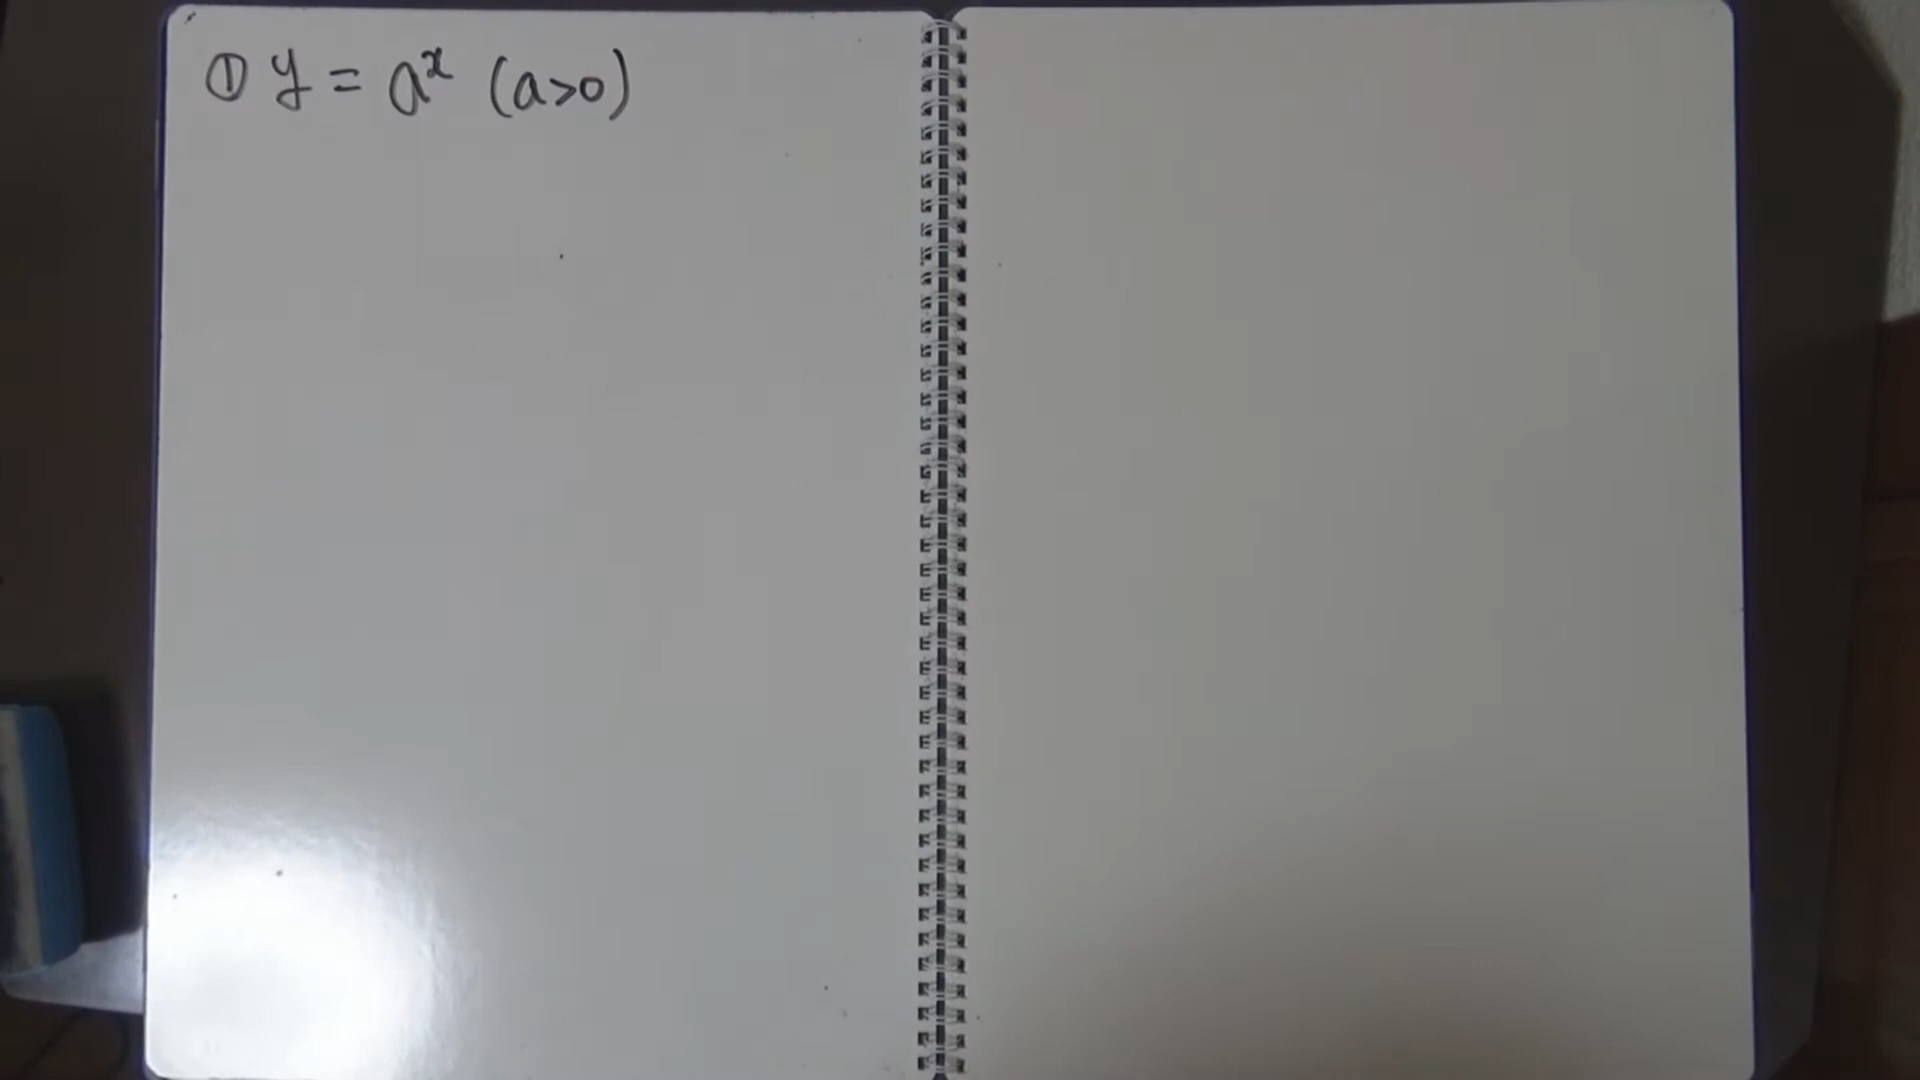 ① y = a^x (a>0)